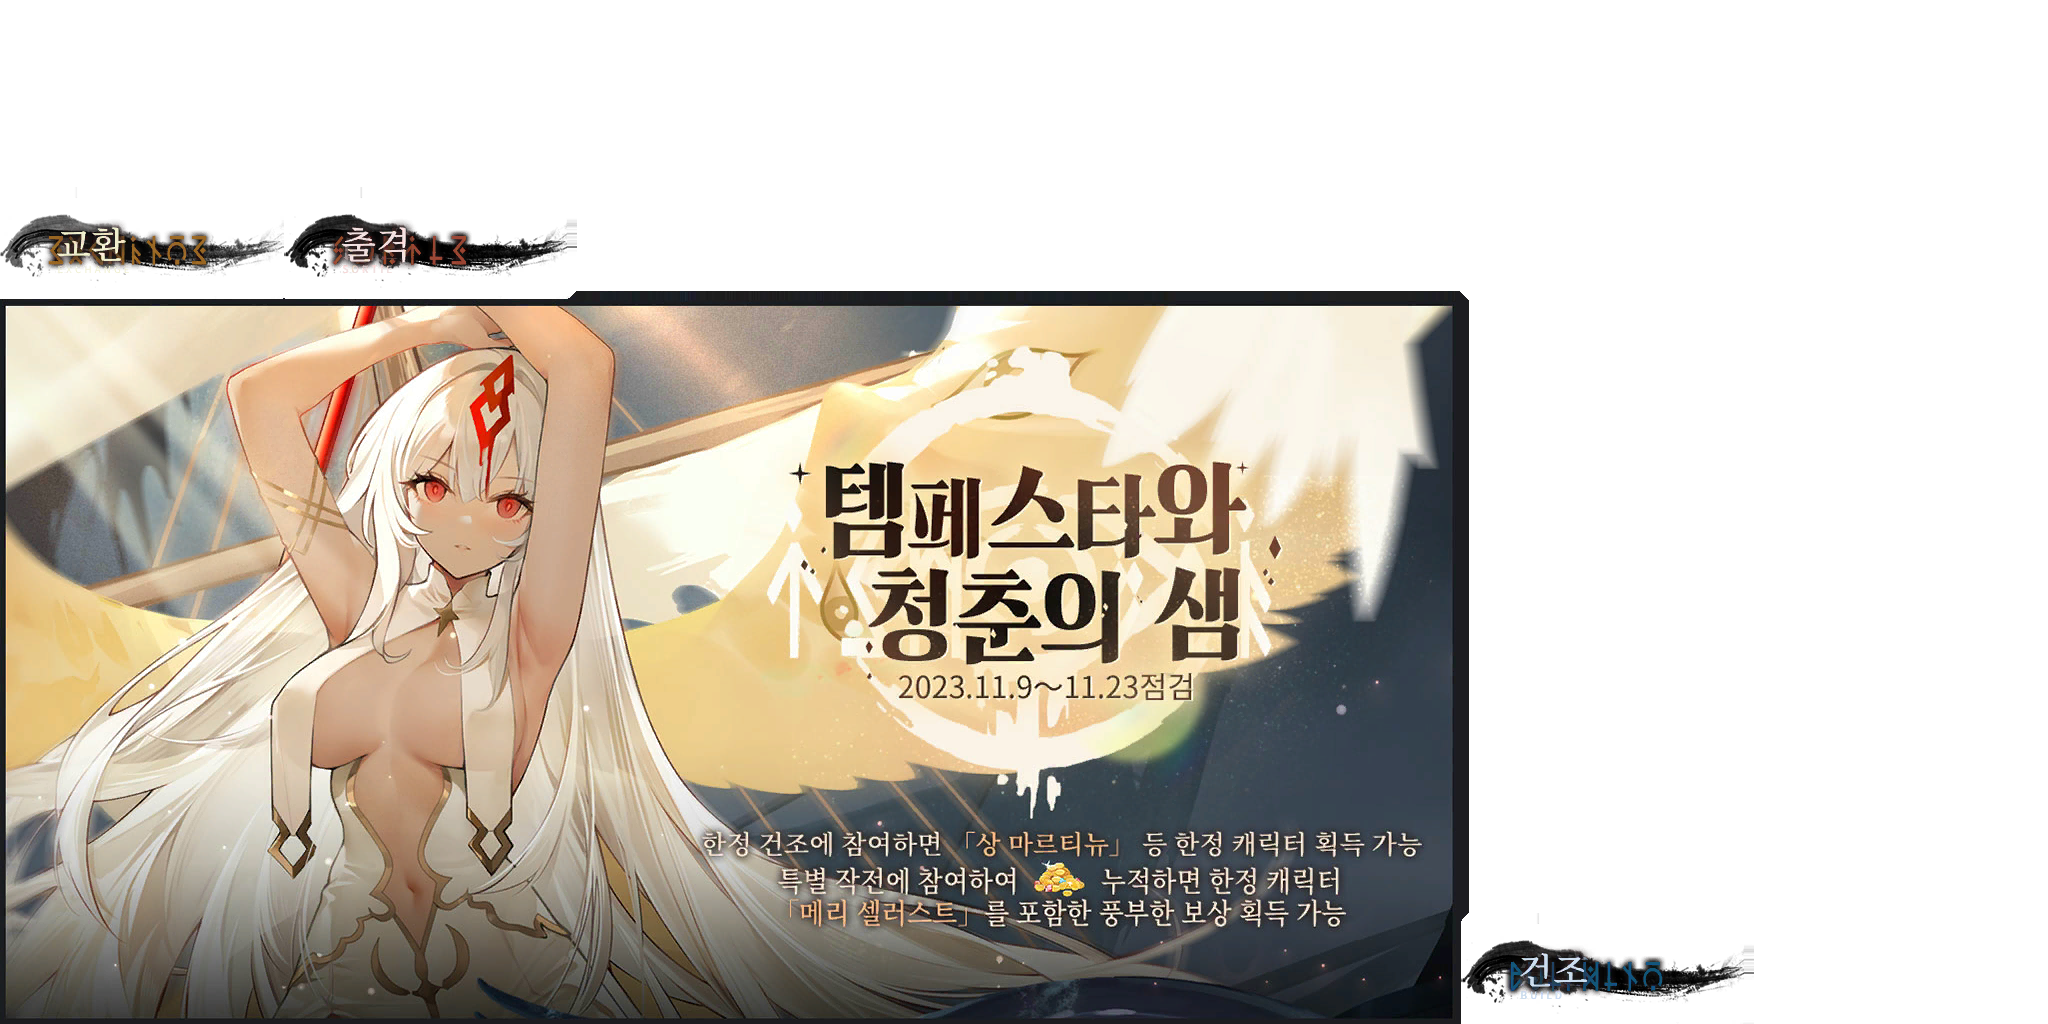 교환
출격
템페스타와
청춘의 샘
2023.11.9～11.23점검
한정 건조에 참여하면 「상 마르티뉴」 등 한정 캐릭터 획득 가능
특별 작전에 참여하여 누적하면 한정 캐릭터
「메리 셀러스트」를 포함한 풍부한 보상 획득 가능
건조
BUILD